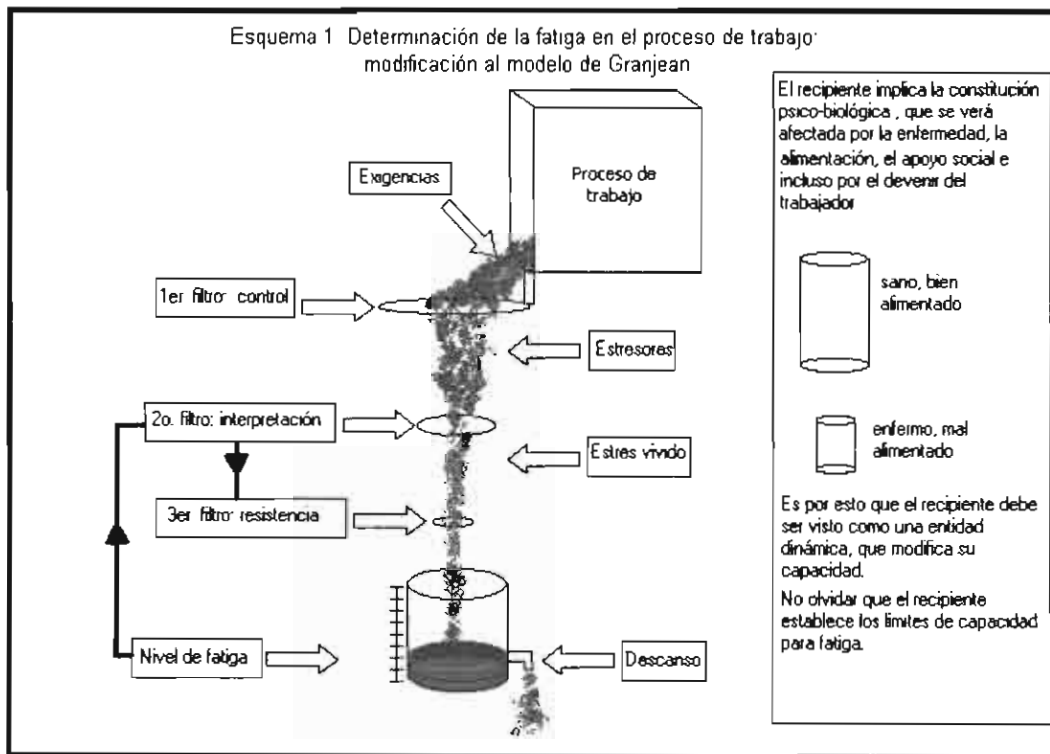 Esquema 1 Determinación de la fatiga en el proceso de trabajo:
modificación al modelo de Granjean
Exigencias
Proceso de
trabajo
1er filtro: control
Estresores
2o. filtro: interpretación
Estres vivido
3er filtro: resistencia
Nivel de fatiga
Descanso
El recipiente implica la constitución
psico-biológica , que se verá
afectada por la enfermedad, la
alimentación, el apoyo social e
incluso por el devenir del
trabajador
sano, bien
alimentado
enfermo, mal
alimentado
Es por esto que el recipiente debe
ser visto como una entidad
dinámica, que modifica su
capacidad.
No olvidar que el recipiente
establece los límites de capacidad
para fatiga.